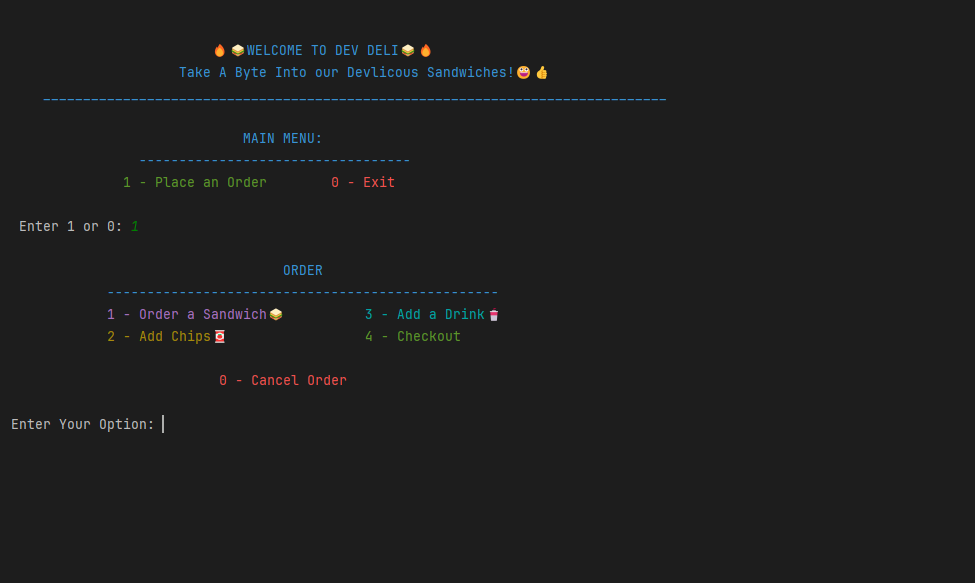 🔥🥪WELCOME TO DEV DELI🥪🔥
Take A Byte Into our Devlicous Sandwiches!😀👍
______________________________________________________________________________
MAIN MENU:
----------------------------------
1 - Place an Order 0 - Exit
Enter 1 or 0: 1
ORDER
-------------------------------------------------
1 - Order a Sandwich🥪 3 - Add a Drink🥤
2 - Add Chips🥫 4 - Checkout
0 - Cancel Order
Enter Your Option: